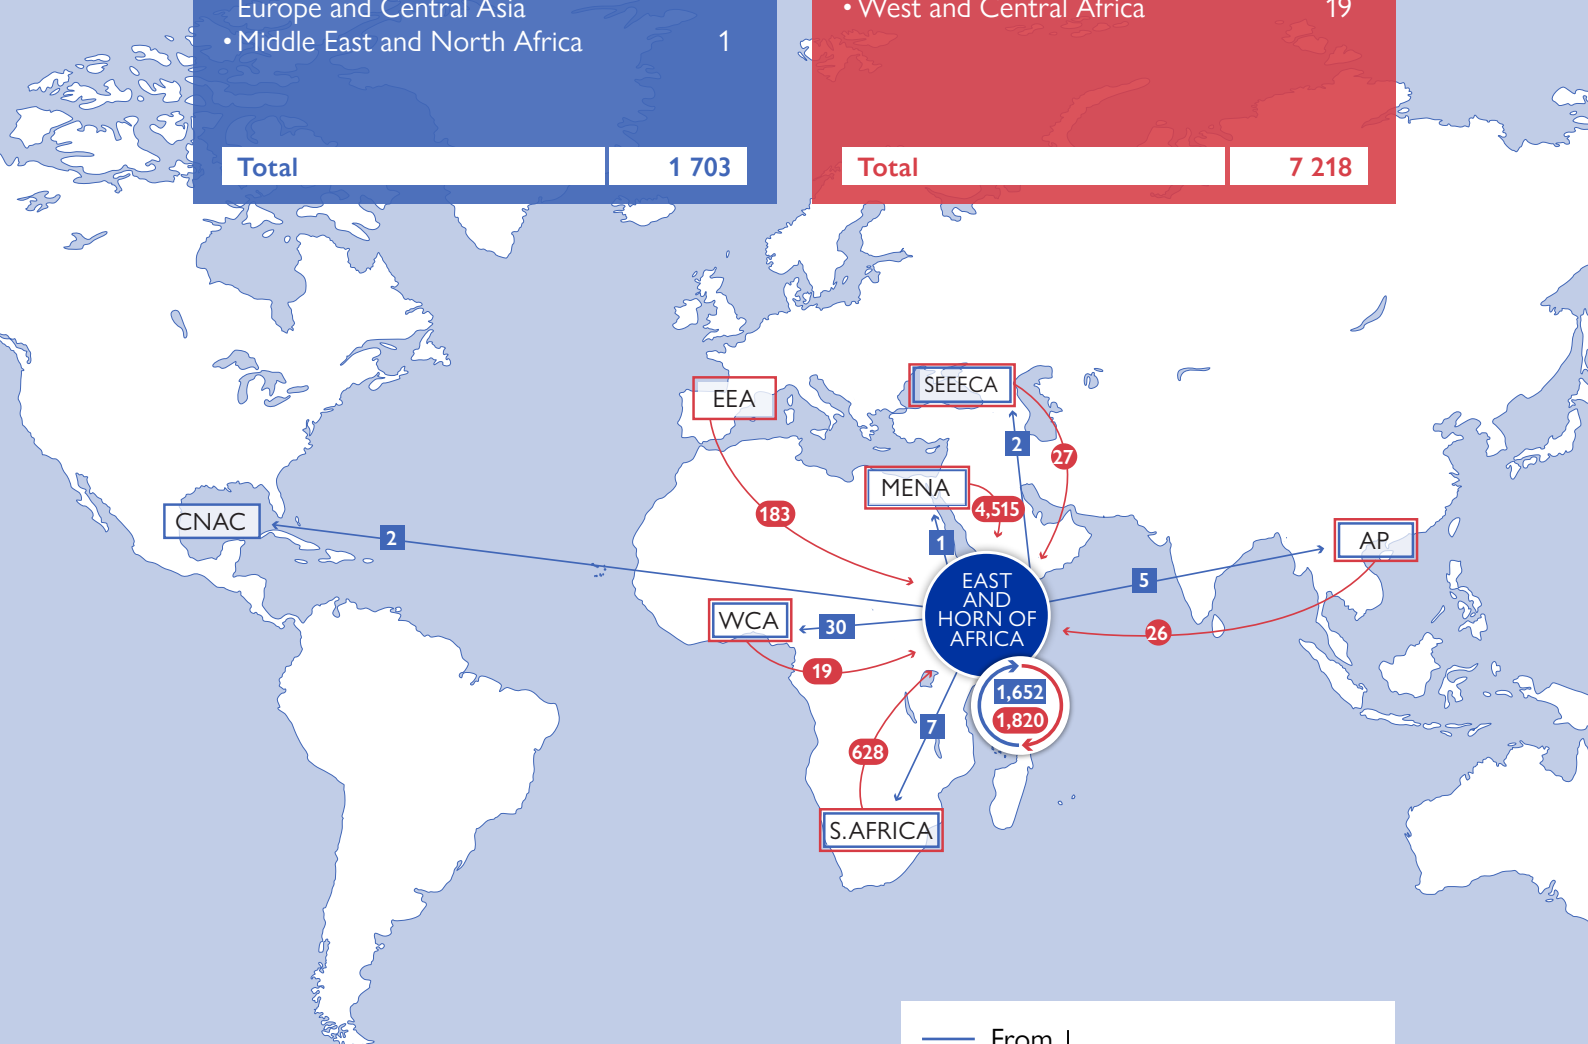 Europe and Central Asia
• Middle East and North Africa 1
Total 1 703
• West and Central Africa 19
Total 7 218
EEA
SEEECA
2
27
MENA
4,515
183
CNAC
2
1
AP
5
EAST
AND
HORN OF
AFRICA
WCA
30
26
19
1,652
1,820
7
628
S.AFRICA
From